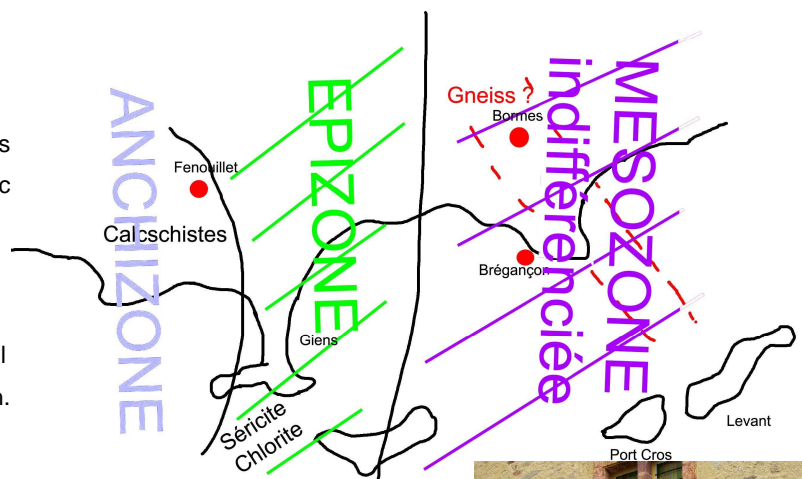 s
c
l
n.
ANCHIZONE
Fenouillet
Calcschistes
EPIZONE
Giens
Séricite
Chlorite
Gneiss ?
Bormes
Brégançon
MESOZONE
indifférenciée
Port Cros
Levant